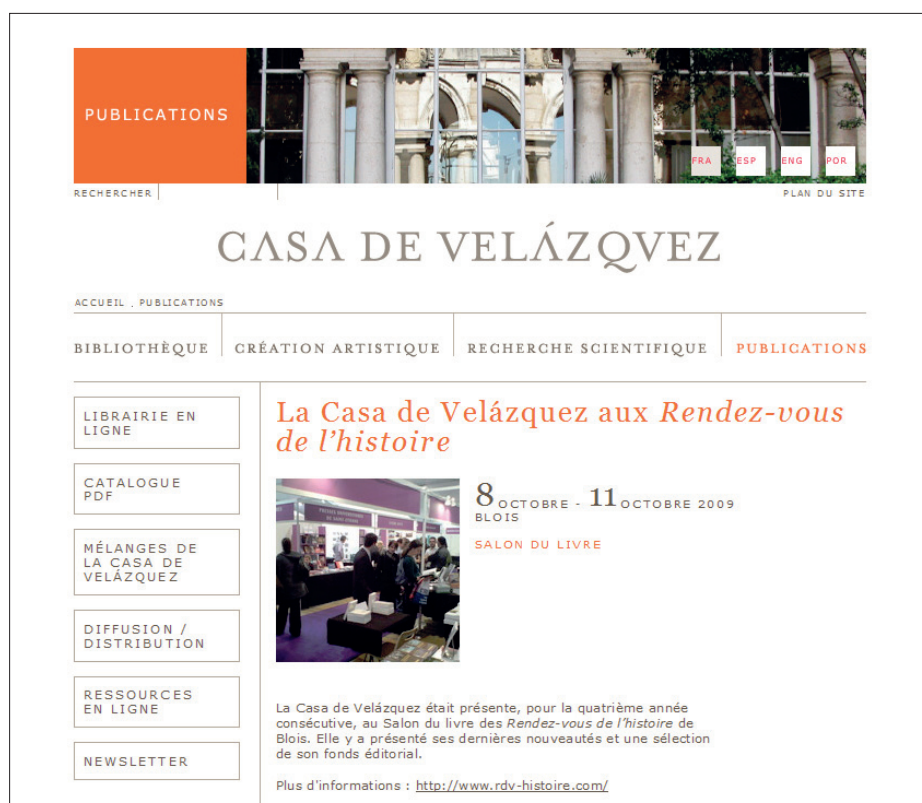 PUBLICATIONS
FRA
ESP
ENG
POR
RECHERCHER
PLAN DU SITE
CASA DE VELÁZQVEZ
ACCUEIL . PUBLICATIONS
BIBLIOTHÈQUE
CRÉATION ARTISTIQUE
RECHERCHE SCIENTIFIQUE
PUBLICATIONS
LIBRAIRIE EN
LIGNE
CATALOGUE
PDF
MÉLANGES DE
LA CASA DE
VELÁZQUEZ
DIFFUSION /
DISTRIBUTION
RESSOURCES
EN LIGNE
NEWSLETTER
La Casa de Velázquez aux Rendez-vous
de l'histoire
8 OCTOBRE - 11 OCTOBRE 2009
BLOIS
SALON DU LIVRE
La Casa de Velázquez était présente, pour la quatrième année
consécutive, au Salon du livre des Rendez-vous de l'histoire de
Blois. Elle y a présenté ses dernières nouveautés et une sélection
de son fonds éditorial.
Plus d'informations : http://www.rdv-histoire.com/